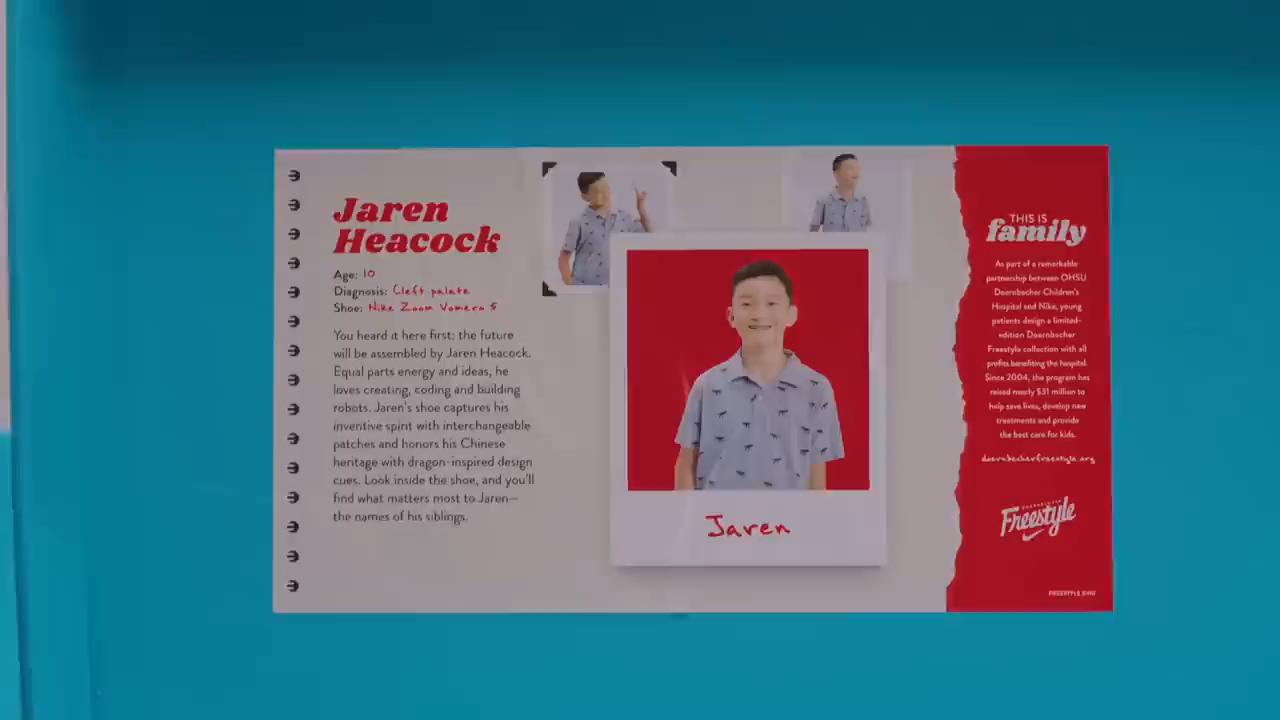 Jaren
Heacock
Age: 10
Diagnosis: Cleft palate
Shoe: Nike Zoom Vomero 5
You heard it here first: the future
will be assembled by Jaren Heacock.
Equal parts energy and ideas, he
loves creating, coding and building
robots. Jaren's shoe captures his
inventive spirit with interchangeable
patches and honors his Chinese
heritage with dragon-inspired design
cues. Look inside the shoe, and you'll
find what matters most to Jaren—
the names of his siblings.
Jaren
THIS IS
family
As part of a remarkable
partnership between OHSU
Doernbecher Children's
Hospital and Nike, young
patients design a limited-
edition Doernbecher
Freestyle collection with all
profits benefiting the hospital.
Since 2004, the program has
raised nearly $31 million to
help save lives, develop new
treatments and provide
the best care for kids.
doernbecherfreestyle.org
DOERNBECHER
Freestyle